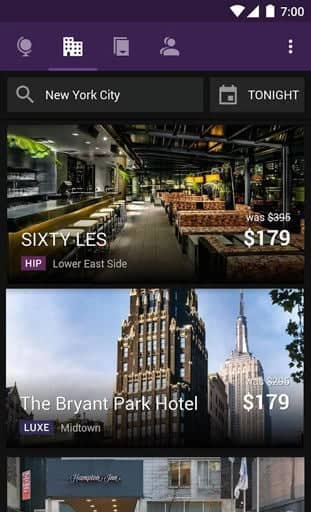 7:00
New York City
TONIGHT
was $395
SIXTY LES
$179
HIP Lower East Side
was $295
The Bryant Park Hotel
$179
LUXE Midtown
Hampton Inn